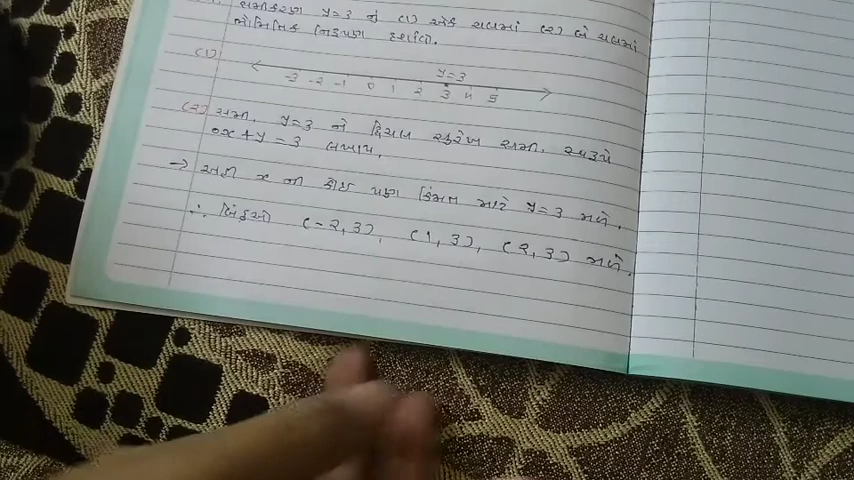 સમીકરણ y=3 નું (1) એક ચલમાં (2) બે ચલમાં
ભૌમિતિક નિરૂપણ દર્શાવો.
(1)
y=3
-3 -2 -1 0 1 2 3 4 5
(2) સમી. y=3 ને દ્વિચલ સુરેખ સમી. સ્વરૂપે
0x+y=3 લખાય.
→ અહીં x ની કોઈ પણ કિંમત માટે y=3 મળે.
∴ બિંદુઓ (-2,3), (1,3), (2,3) મળે.